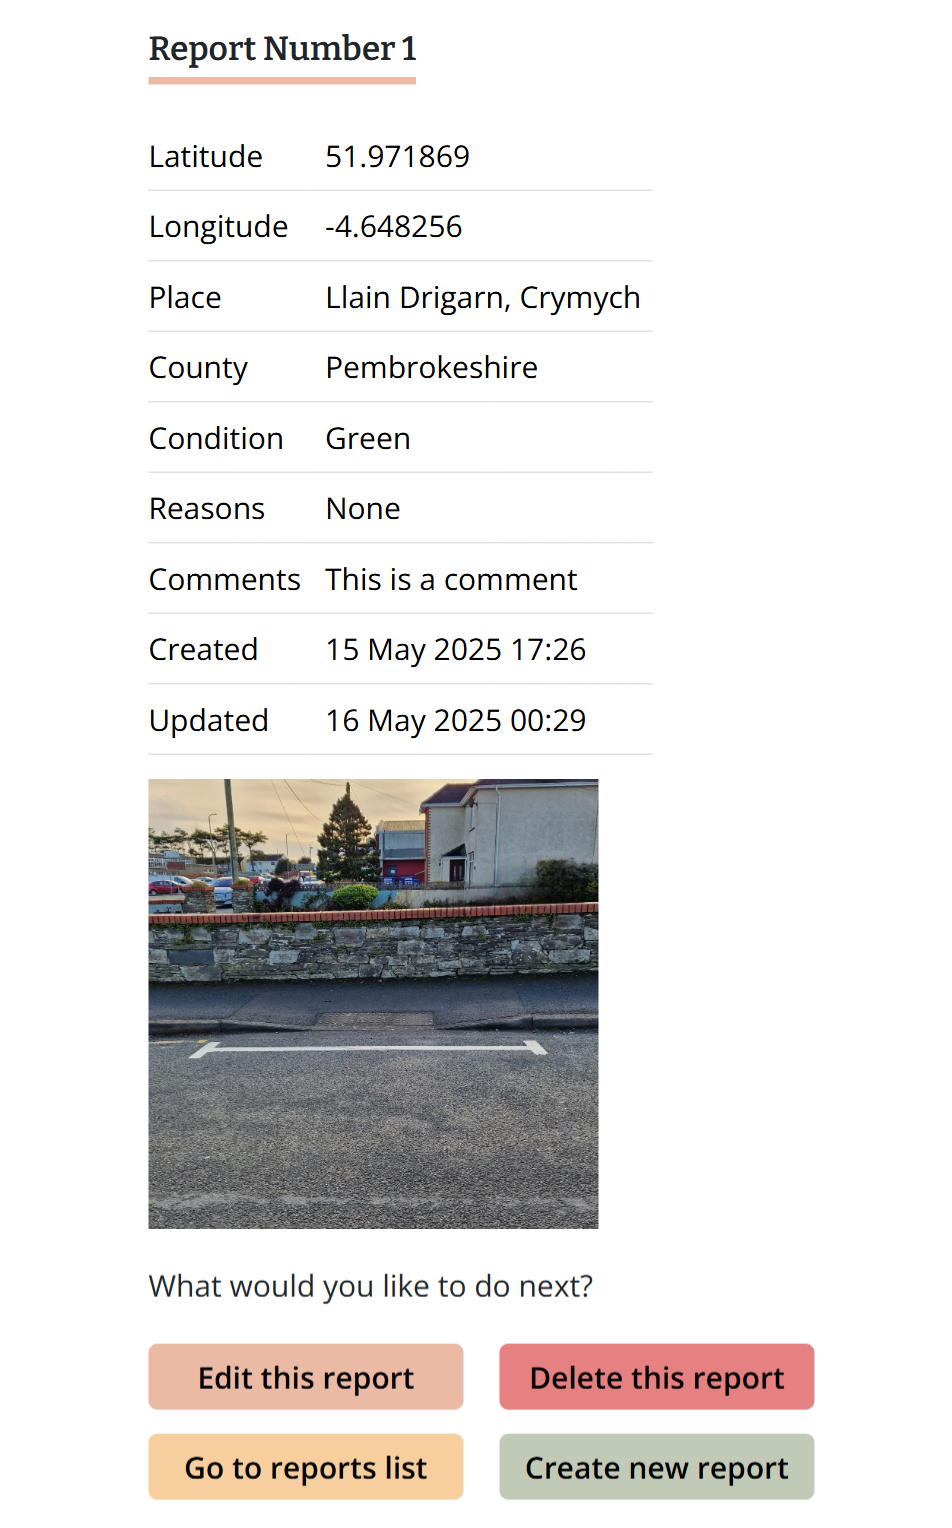 Report Number 1
Latitude 51.971869
Longitude -4.648256
Place Llain Drigarn, Crymych
County Pembrokeshire
Condition Green
Reasons None
Comments This is a comment
Created 15 May 2025 17:26
Updated 16 May 2025 00:29
What would you like to do next?
Edit this report Delete this report
Go to reports list Create new report